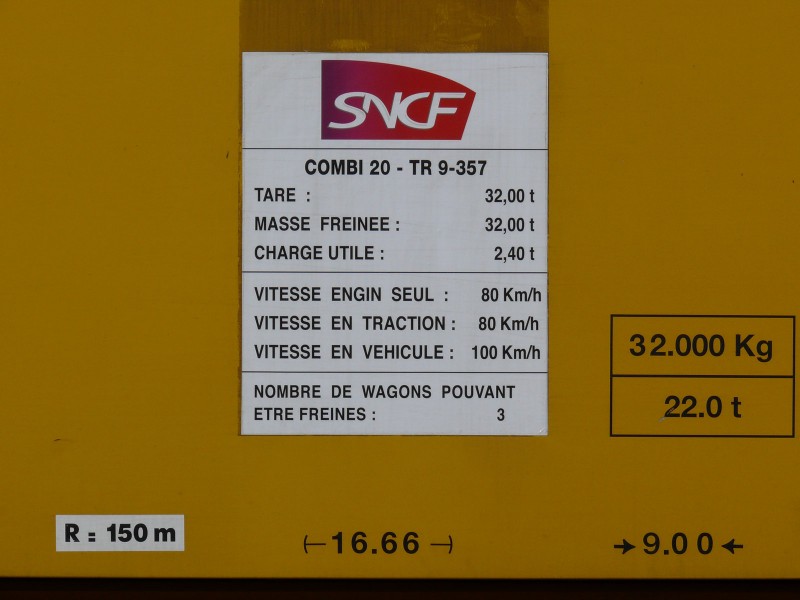 SNCF
COMBI 20 - TR 9-357
TARE : 32,00 t
MASSE FREINEE : 32,00 t
CHARGE UTILE : 2,40 t
VITESSE ENGIN SEUL : 80 Km/h
VITESSE EN TRACTION : 80 Km/h
VITESSE EN VEHICULE : 100 Km/h
NOMBRE DE WAGONS POUVANT
ETRE FREINES : 3
32.000 Kg
22.0 t
R = 150 m
16.66
9.00